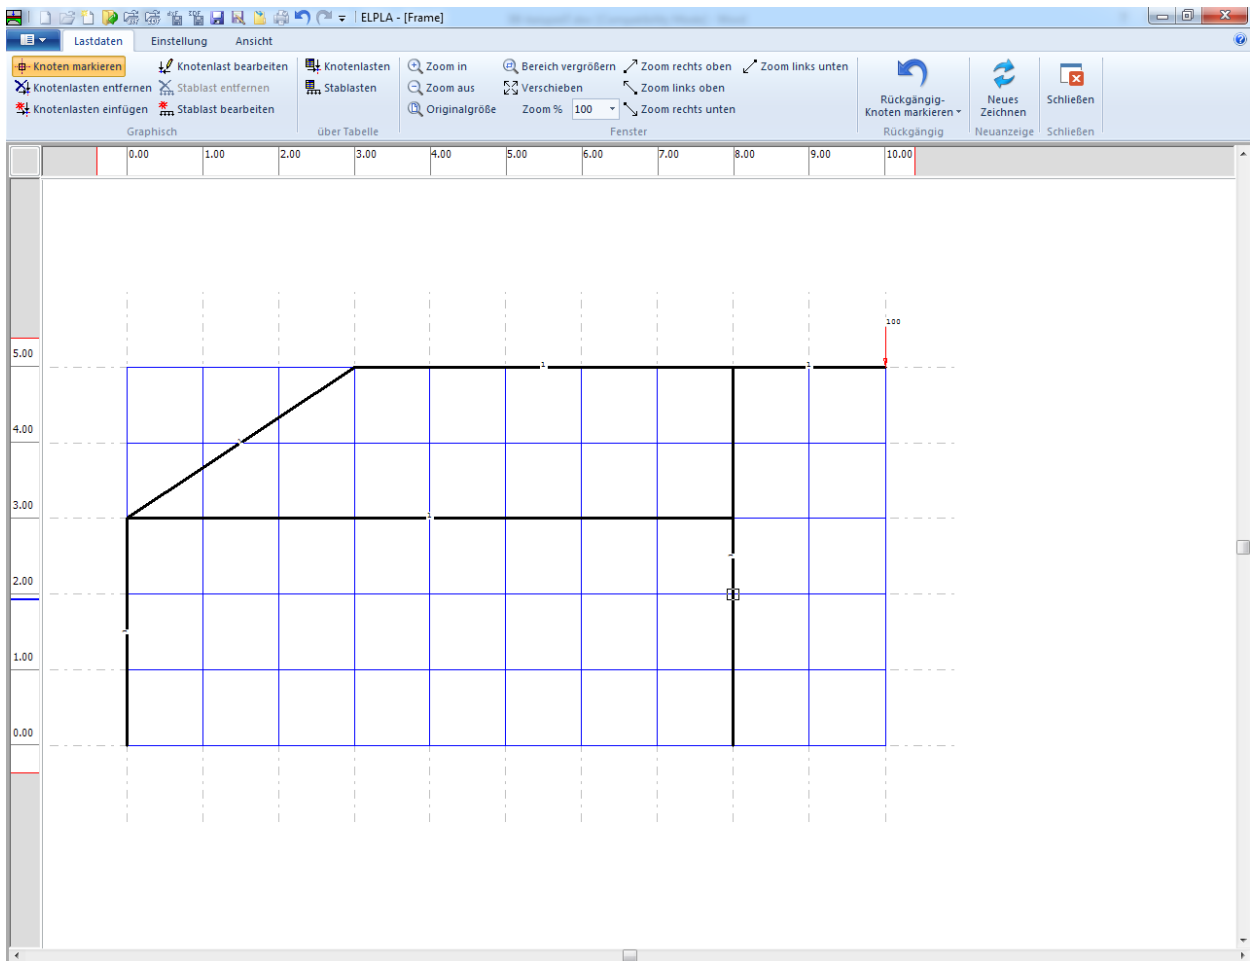 ELPLA - [Frame]
Lastdaten Einstellung Ansicht
Knoten markieren Knotenlast bearbeiten Knotenlasten Zoom in Bereich vergrößern Zoom rechts oben Zoom links unten
Knotenlasten entfernen Stablast entfernen Stablasten Zoom aus Verschieben Zoom links oben
Knotenlasten einfügen Stablast bearbeiten Originalgröße Zoom % 100 Zoom rechts unten
Rückgängig-
Knoten markieren
Neues
Zeichnen
Schließen
Graphisch über Tabelle Fenster Rückgängig Neuanzeige Schließen
0.00 1.00 2.00 3.00 4.00 5.00 6.00 7.00 8.00 9.00 10.00
100
5.00
1 1
4.00
3.00
1
2.00
1.00
0.00